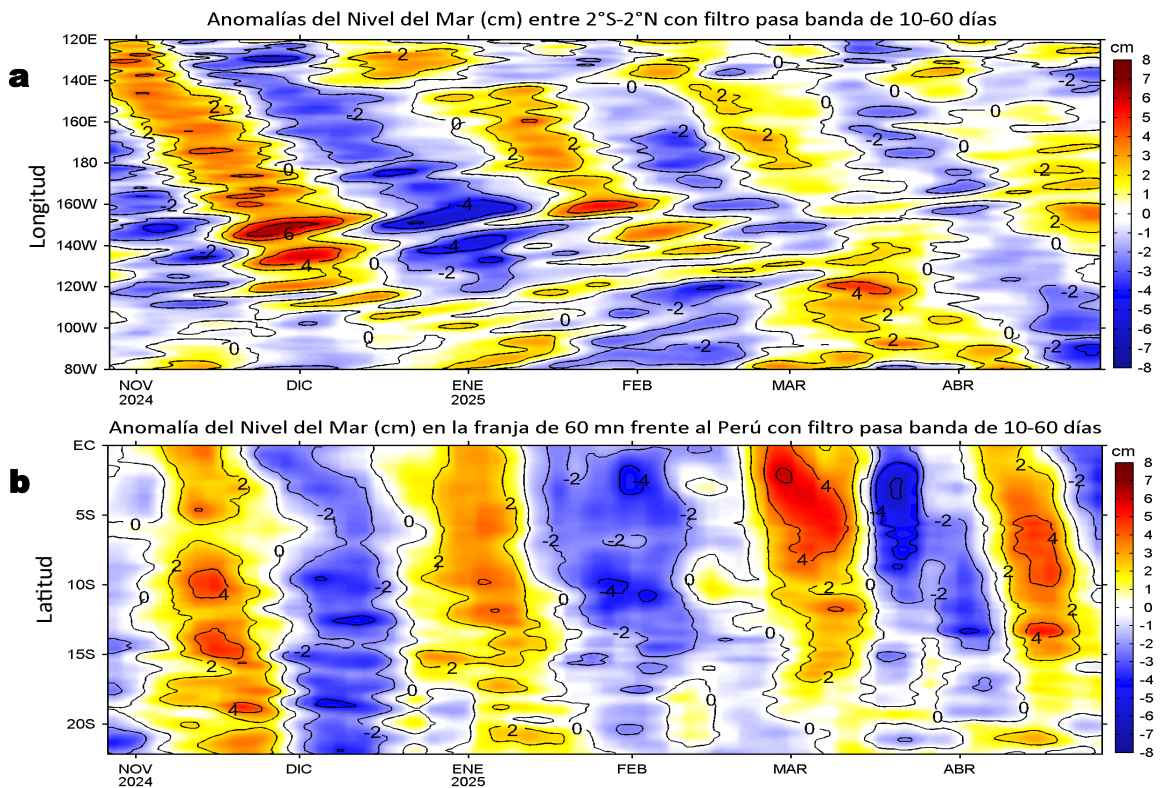 Anomalías del Nivel del Mar (cm) entre 2°S-2°N con filtro pasa banda de 10-60 días
a
Longitud
120E
140E
160E
180
160W
140W
120W
100W
80W
NOV
2024
DIC
ENE
2025
FEB
MAR
ABR
cm
8
7
6
5
4
3
2
1
0
-1
-2
-3
-4
-5
-6
-7
-8
Anomalía del Nivel del Mar (cm) en la franja de 60 mn frente al Perú con filtro pasa banda de 10-60 días
b
Latitud
EC
5S
10S
15S
20S
NOV
2024
DIC
ENE
2025
FEB
MAR
ABR
cm
8
7
6
5
4
3
2
1
0
-1
-2
-3
-4
-5
-6
-7
-8